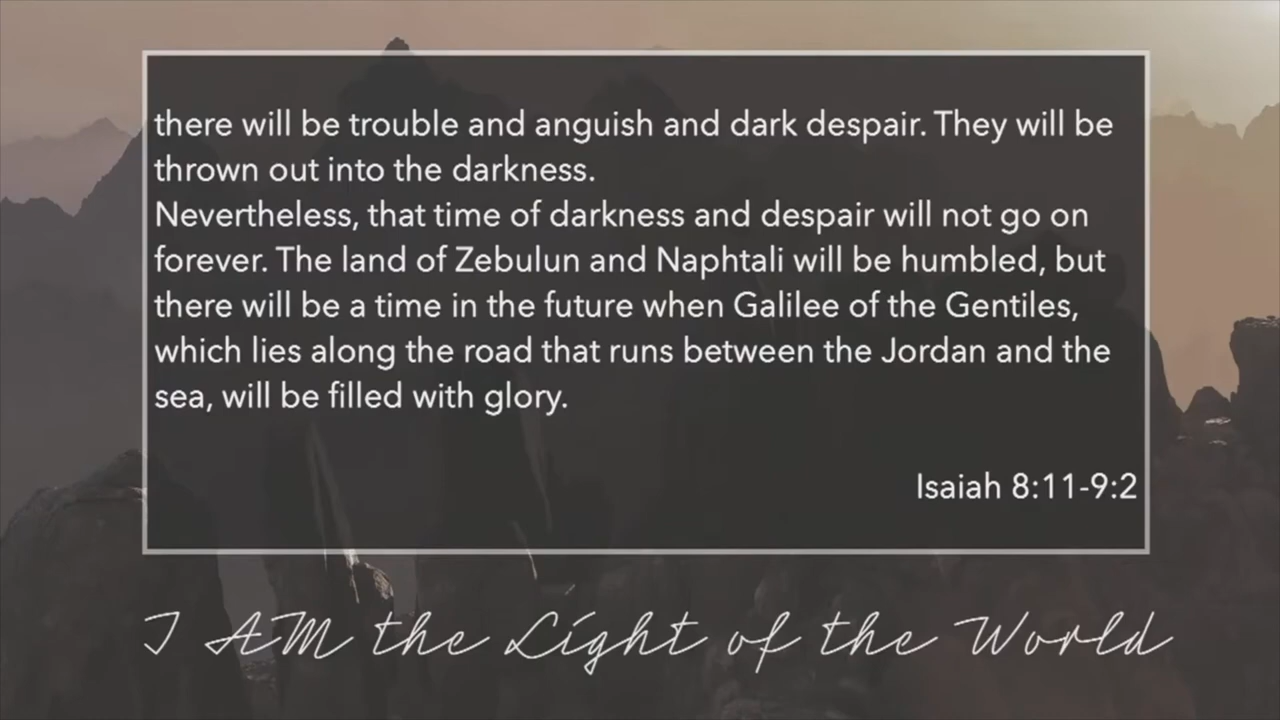 there will be trouble and anguish and dark despair. They will be
thrown out into the darkness.
Nevertheless, that time of darkness and despair will not go on
forever. The land of Zebulun and Naphtali will be humbled, but
there will be a time in the future when Galilee of the Gentiles,
which lies along the road that runs between the Jordan and the
sea, will be filled with glory.
Isaiah 8:11-9:2
I AM the Light of the World